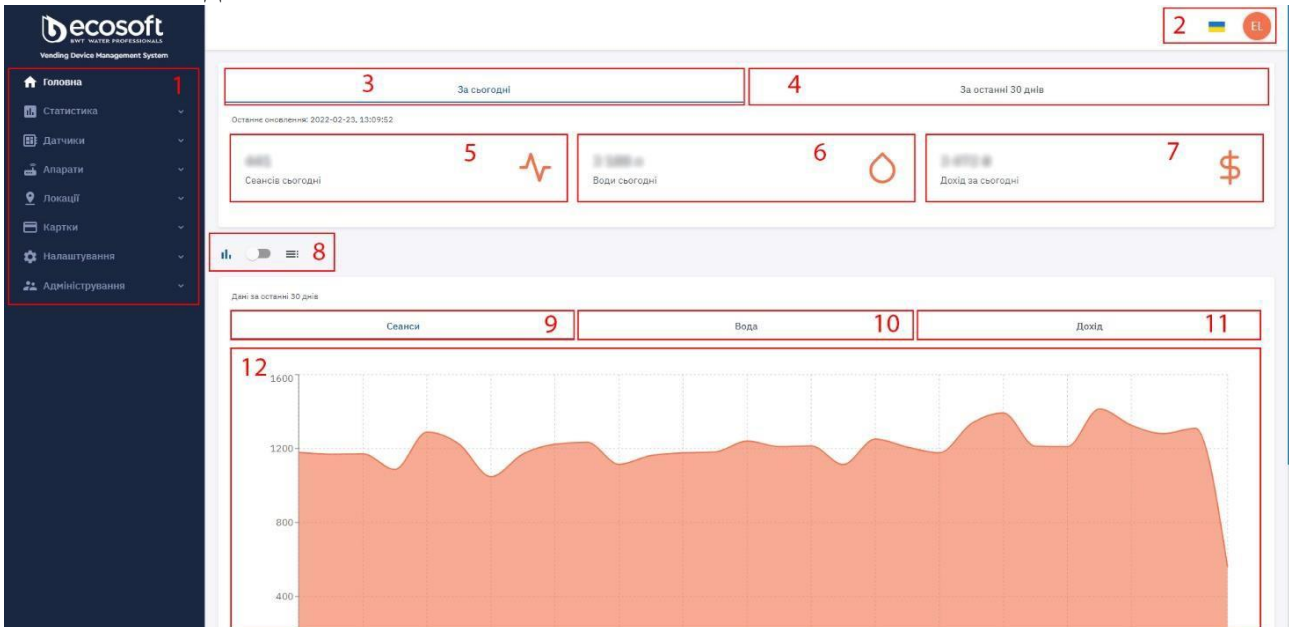 ecosoft
BWT WATER PROFESSIONALS
Vending Device Management System
2
EL
1
Головна
Статистика
Датчики
Апарати
Локації
Картки
Налаштування
Адміністрування
3
За сьогодні
4
За останні 30 днів
Останнє оновлення: 2022-02-23, 13:09:52
5
Сеансів сьогодні
6
Води сьогодні
7
Дохід за сьогодні
8
Дані за останні 30 днів
Сеанси
9
Вода
10
Дохід
11
12
1600
1200
800
400